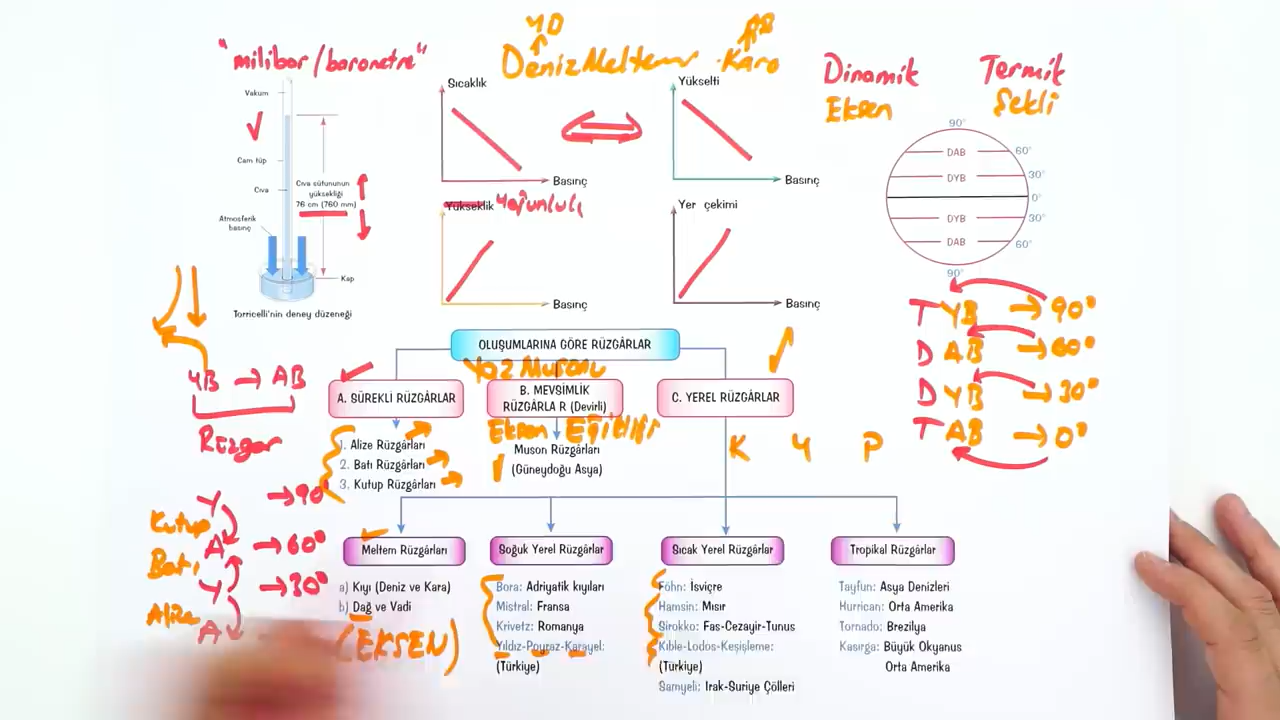 YB AB
"milibar/barometre"
Deniz Meltem Kara
Dinamik Termik
Eksen Şekli
Vakum
Cam tüp
Cıva
Cıva sütununun
yüksekliği
76 cm (760 mm)
Atmosferik
basınç
Kap
Torricelli'nin deney düzeneği
Sıcaklık
Basınç
Yükselti
Basınç
Yükseklik Yoğunluk
Basınç
Yer çekimi
Basınç
90°
DAB 60°
DYB 30°
0°
DYB 30°
DAB 60°
90°
TYB → 90°
DAB → 60°
DYB → 30°
TAB → 0°
YB → AB
Rüzgar
OLUŞUMLARINA GÖRE RÜZGÂRLAR
Yaz Musonu
A. SÜREKLİ RÜZGÂRLAR
B. MEVSİMLİK
RÜZGÂRLA R (Devirli)
C. YEREL RÜZGÂRLAR
Eksen Eğikliği
1. Alize Rüzgârları
2. Batı Rüzgârları
3. Kutup Rüzgârları
Muson Rüzgârları
(Güneydoğu Asya)
K Y P
Y → 90°
Kutup
A → 60°
Batı
Y → 30°
Alize
A
Meltem Rüzgârları
a) Kıyı (Deniz ve Kara)
b) Dağ ve Vadi
(EKSEN)
Soğuk Yerel Rüzgârlar
Bora: Adriyatik kıyıları
Mistral: Fransa
Krivetz: Romanya
Yıldız-Poyraz-Karayel:
(Türkiye)
Sıcak Yerel Rüzgârlar
Föhn: İsviçre
Hamsin: Mısır
Sirokko: Fas-Cezayir-Tunus
Kıble-Lodos-Keşişleme:
(Türkiye)
Samyeli: Irak-Suriye Çölleri
Tropikal Rüzgârlar
Tayfun: Asya Denizleri
Hurrican: Orta Amerika
Tornado: Brezilya
Kasırga: Büyük Okyanus
Orta Amerika